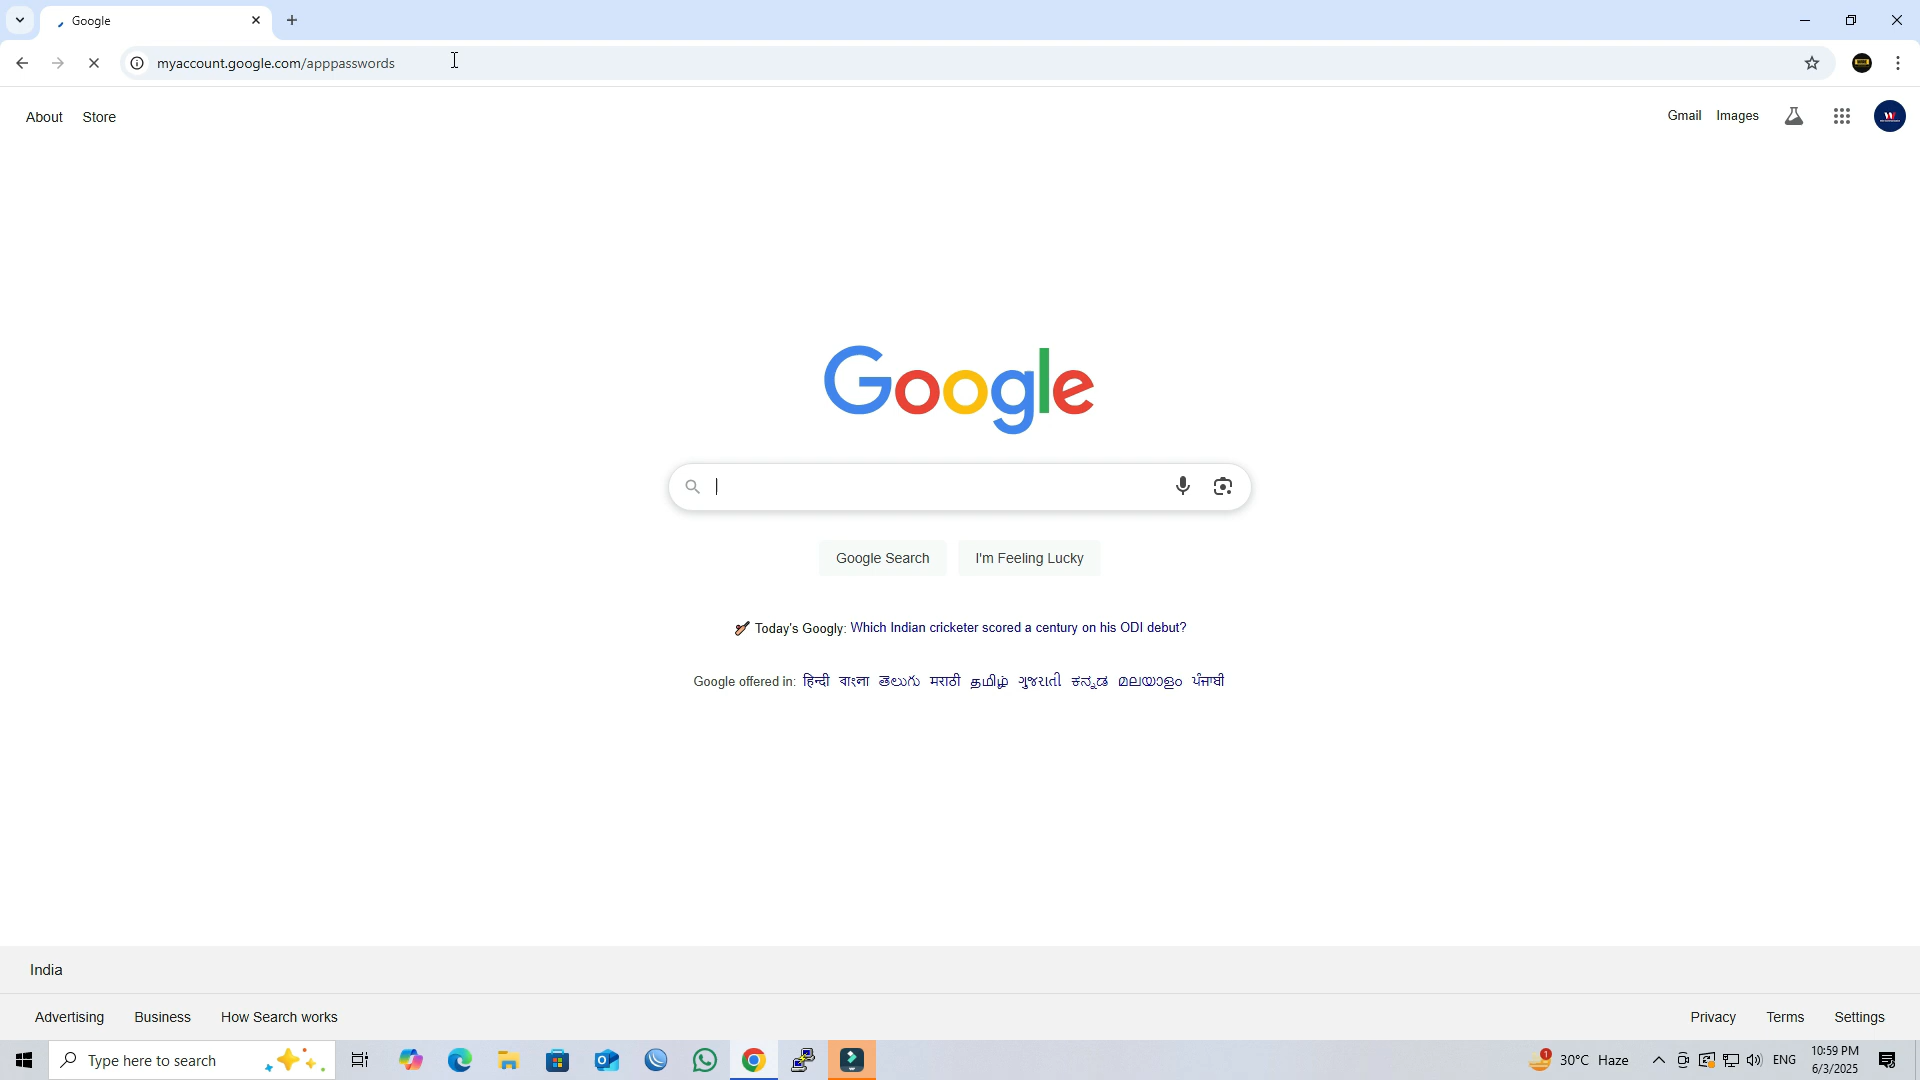 Google
myaccount.google.com/apppasswords
About Store
Gmail Images
Google
Google Search I'm Feeling Lucky
Today's Googly: Which Indian cricketer scored a century on his ODI debut?
Google offered in: हिन्दी বাংলা తెలుగు मराठी தமிழ் ગુજરાતી ಕನ್ನಡ മലയാളം ਪੰਜਾਬੀ
India
Advertising Business How Search works
Privacy Terms Settings
Type here to search
1 30°C Haze
ENG
10:59 PM
6/3/2025